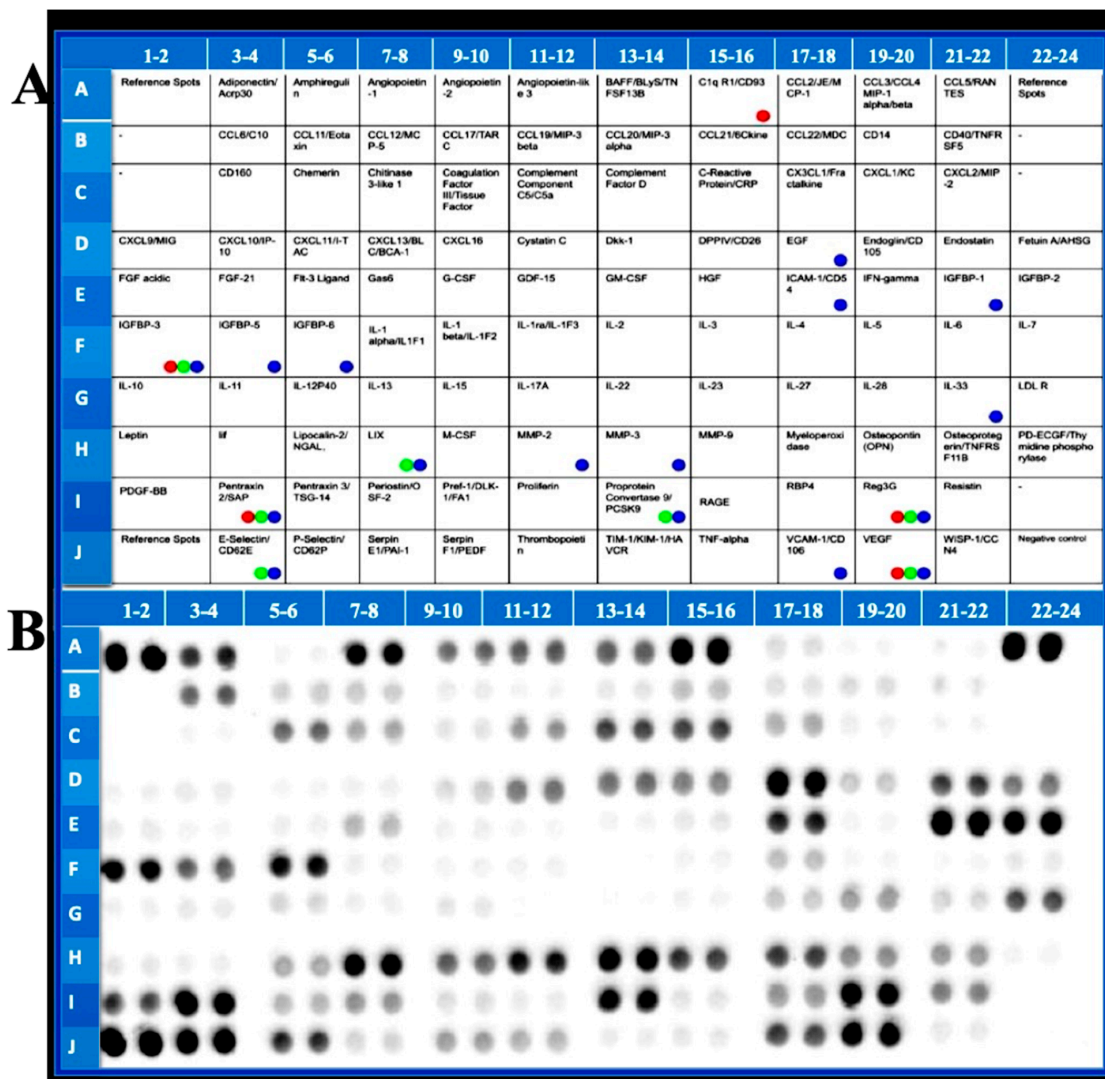 A
1-2
3-4
5-6
7-8
9-10
11-12
13-14
15-16
17-18
19-20
21-22
22-24
A
Reference Spots
Adiponectin/
Acrp30
Amphireguli
n
Angiopoietin
-1
Angiopoietin
-2
Angiopoietin-lik
e 3
BAFF/BLyS/TN
FSF13B
C1q R1/CD93
CCL2/JE/M
CP-1
CCL3/CCL4
MIP-1
alpha/beta
CCL5/RAN
TES
Reference
Spots
B
-
CCL6/C10
CCL11/Eota
xin
CCL12/MC
P-5
CCL17/TAR
C
CCL19/MIP-3
beta
CCL20/MIP-3
alpha
CCL21/6Ckine
CCL22/MDC
CD14
CD40/TNFR
SF5
-
C
-
CD160
Chemerin
Chitinase
3-like 1
Coagulation
Factor
III/Tissue
Factor
Complement
Component
C5/C5a
Complement
Factor D
C-Reactive
Protein/CRP
CX3CL1/Fra
ctalkine
CXCL1/KC
CXCL2/MIP
-2
-
D
CXCL9/MIG
CXCL10/IP-
10
CXCL11/I-T
AC
CXCL13/BL
C/BCA-1
CXCL16
Cystatin C
Dkk-1
DPPIV/CD26
EGF
Endoglin/CD
105
Endostatin
Fetuin A/AHSG
E
FGF acidic
FGF-21
Flt-3 Ligand
Gas6
G-CSF
GDF-15
GM-CSF
HGF
ICAM-1/CD5
4
IFN-gamma
IGFBP-1
IGFBP-2
F
IGFBP-3
IGFBP-5
IGFBP-6
IL-1
alpha/IL1F1
IL-1
beta/IL-1F2
IL-1ra/IL-1F3
IL-2
IL-3
IL-4
IL-5
IL-6
IL-7
G
IL-10
IL-11
IL-12P40
IL-13
IL-15
IL-17A
IL-22
IL-23
IL-27
IL-28
IL-33
LDL R
H
Leptin
lif
Lipocalin-2/
NGAL,
LIX
M-CSF
MMP-2
MMP-3
MMP-9
Myeloperoxi
dase
Osteopontin
(OPN)
Osteoproteg
erin/TNFRS
F11B
PD-ECGF/Thy
midine phospho
rylase
I
PDGF-BB
Pentraxin
2/SAP
Pentraxin 3/
TSG-14
Periostin/O
SF-2
Pref-1/DLK-
1/FA1
Proliferin
Proprotein
Convertase 9/
PCSK9
RAGE
RBP4
Reg3G
Resistin
-
J
Reference Spots
E-Selectin/
CD62E
P-Selectin/
CD62P
Serpin
E1/PAI-1
Serpin
F1/PEDF
Thrombopoieti
n
TIM-1/KIM-1/HA
VCR
TNF-alpha
VCAM-1/CD
106
VEGF
WISP-1/CC
N4
Negative control
B
1-2
3-4
5-6
7-8
9-10
11-12
13-14
15-16
17-18
19-20
21-22
22-24
A
B
C
D
E
F
G
H
I
J